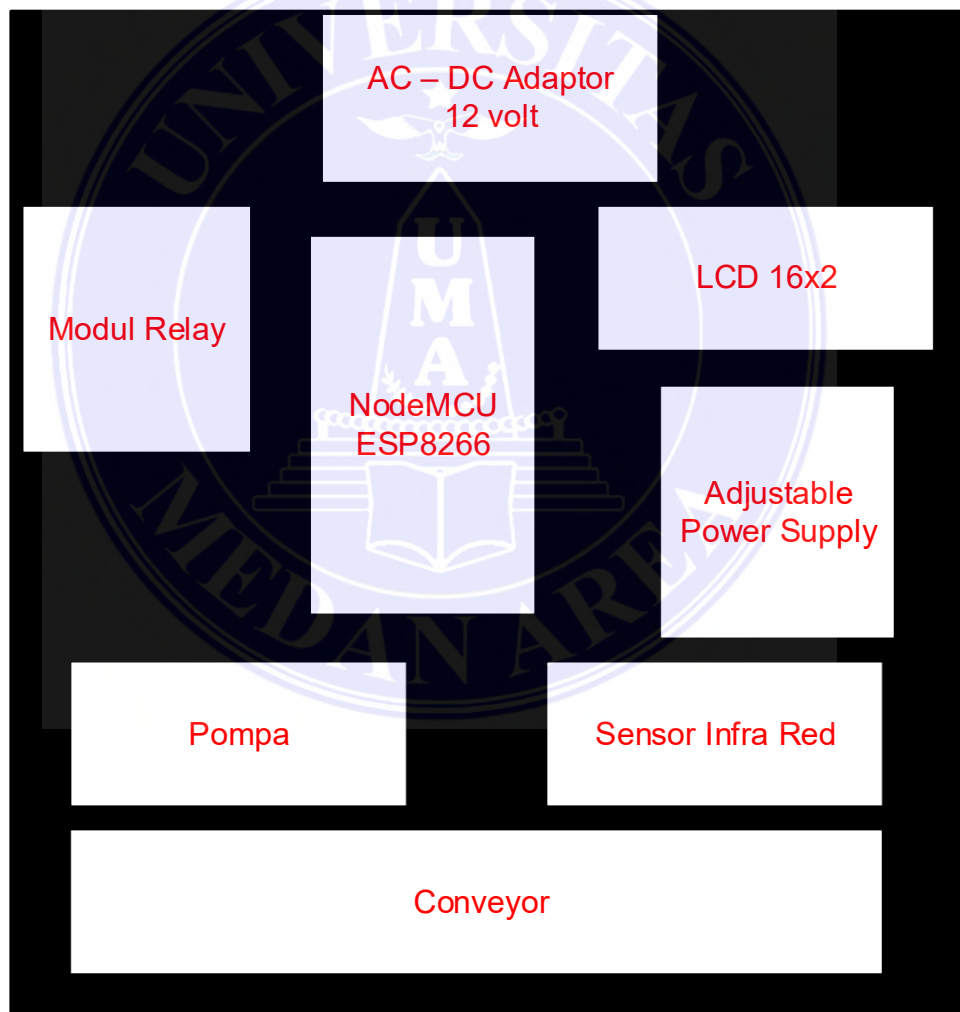 UNIVERSITAS
AC – DC Adaptor
12 volt
Modul Relay
UMA
LCD 16x2
NodeMCU
ESP8266
Adjustable
Power Supply
MEDAN AREA
Pompa
Sensor Infra Red
Conveyor